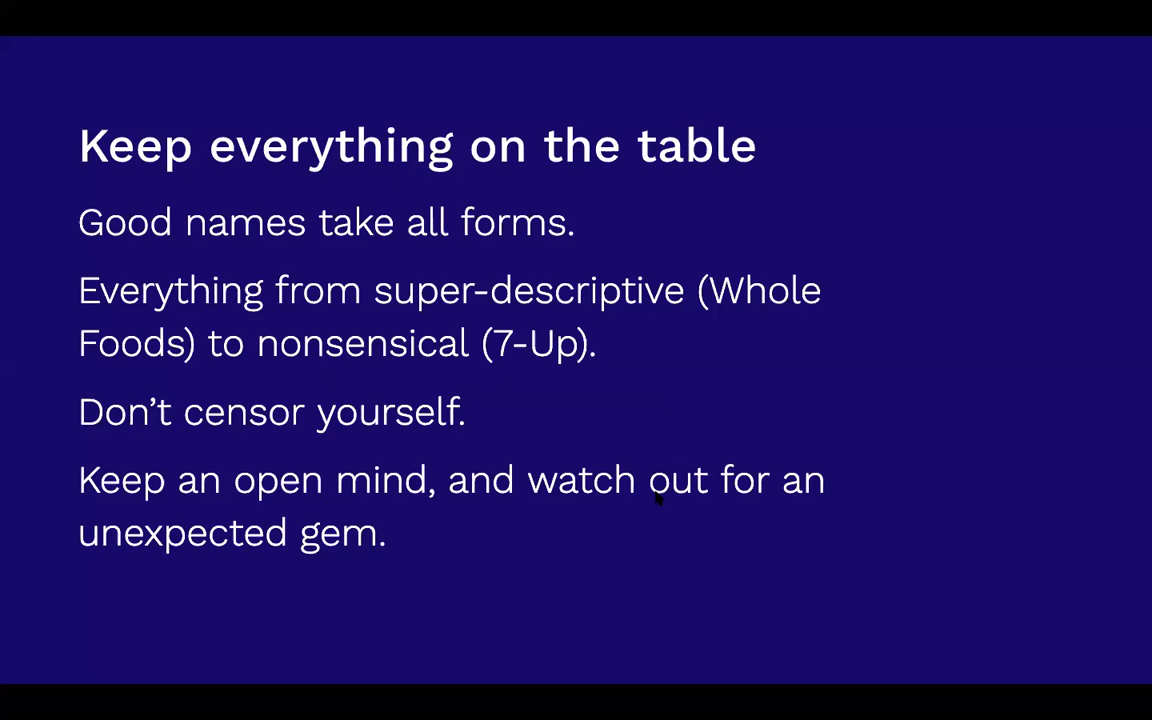 Keep everything on the table
Good names take all forms.
Everything from super-descriptive (Whole
Foods) to nonsensical (7-Up).
Don’t censor yourself.
Keep an open mind, and watch out for an
unexpected gem.